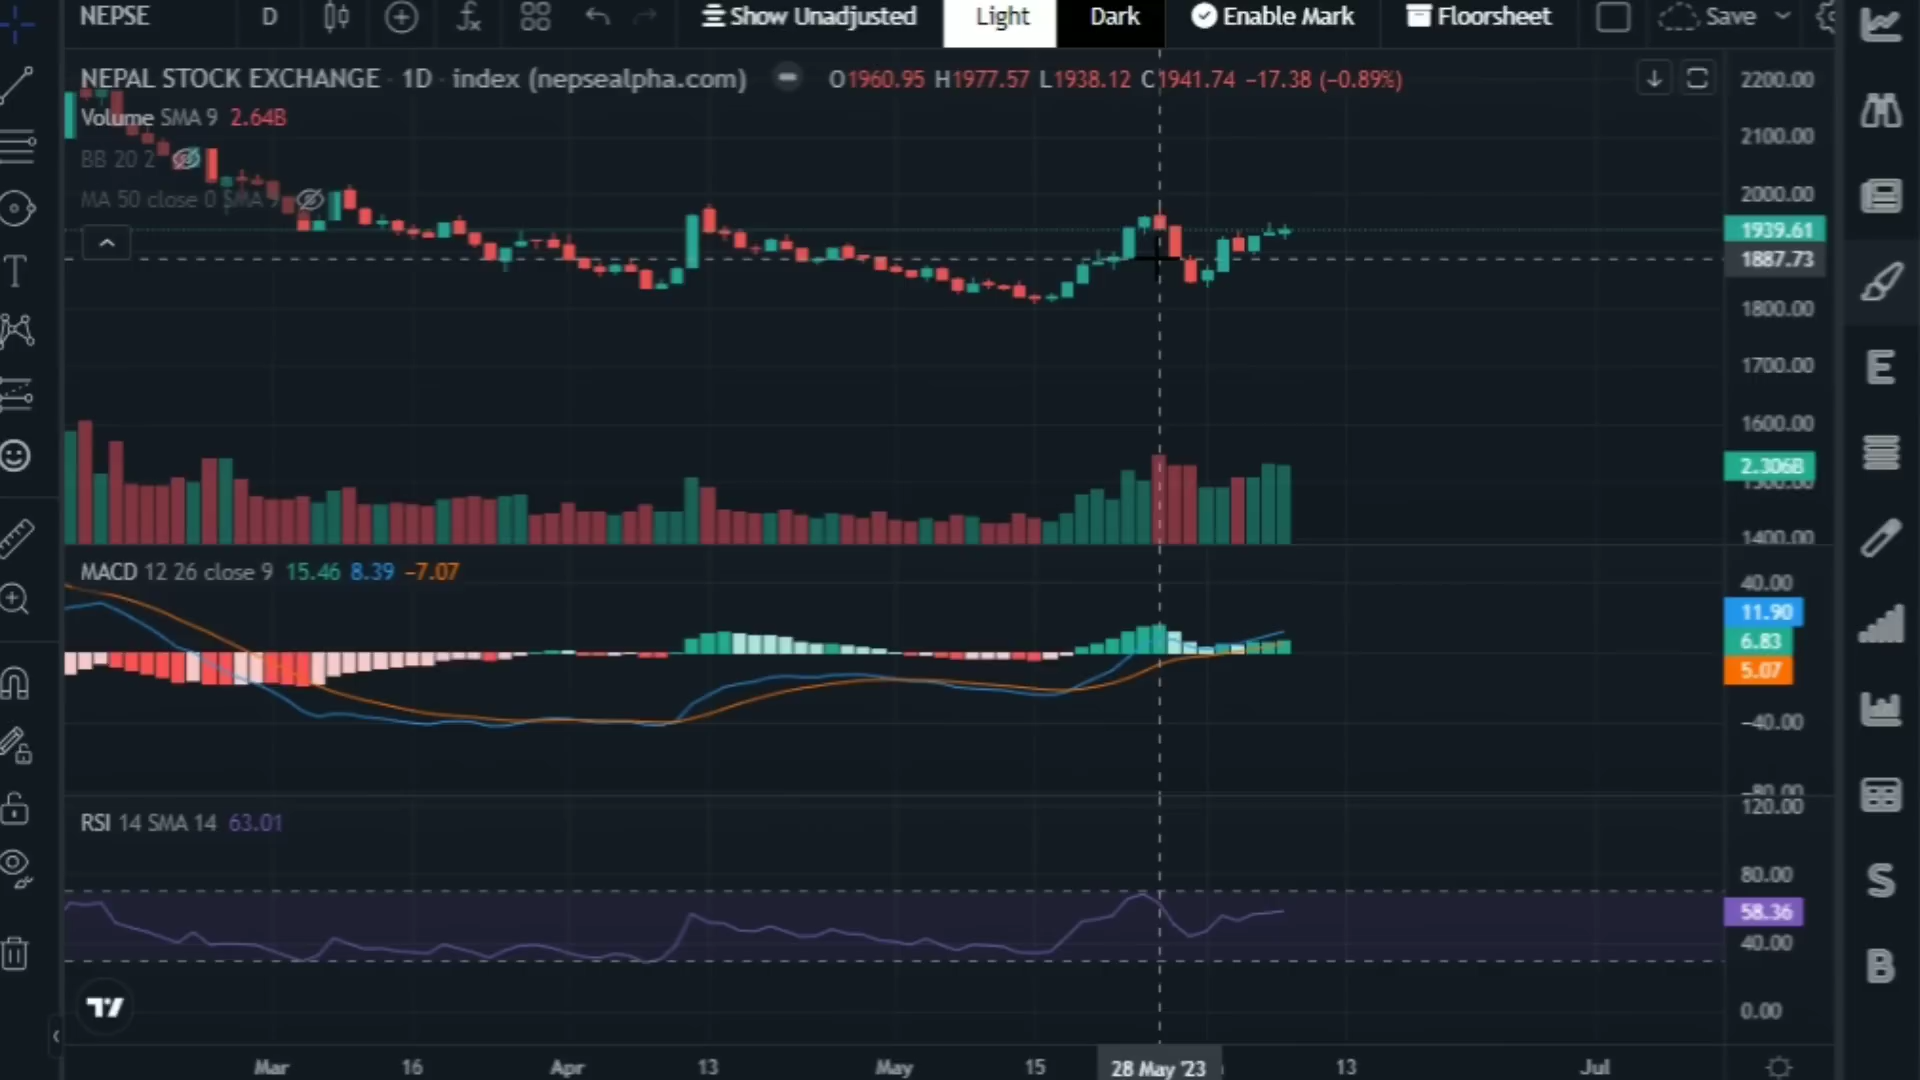 NEPSE D Show Unadjusted Light Dark Enable Mark Floorsheet Save
NEPAL STOCK EXCHANGE · 1D · index (nepsealpha.com) O1960.95 H1977.57 L1938.12 C1941.74 −17.38 (−0.89%)
Volume SMA 9 2.64B
BB 20 2
MA 50 close 0 SMA 9
2200.00
2100.00
2000.00
1939.61
1887.73
1800.00
1700.00
1600.00
2.306B
1400.00
MACD 12 26 close 9 15.46 8.39 −7.07
40.00
11.90
6.83
5.07
−40.00
−80.00
RSI 14 SMA 14 63.01
120.00
80.00
58.36
40.00
0.00
Mar 16 Apr 13 May 15 28 May '23 13 Jul
T
E
S
B